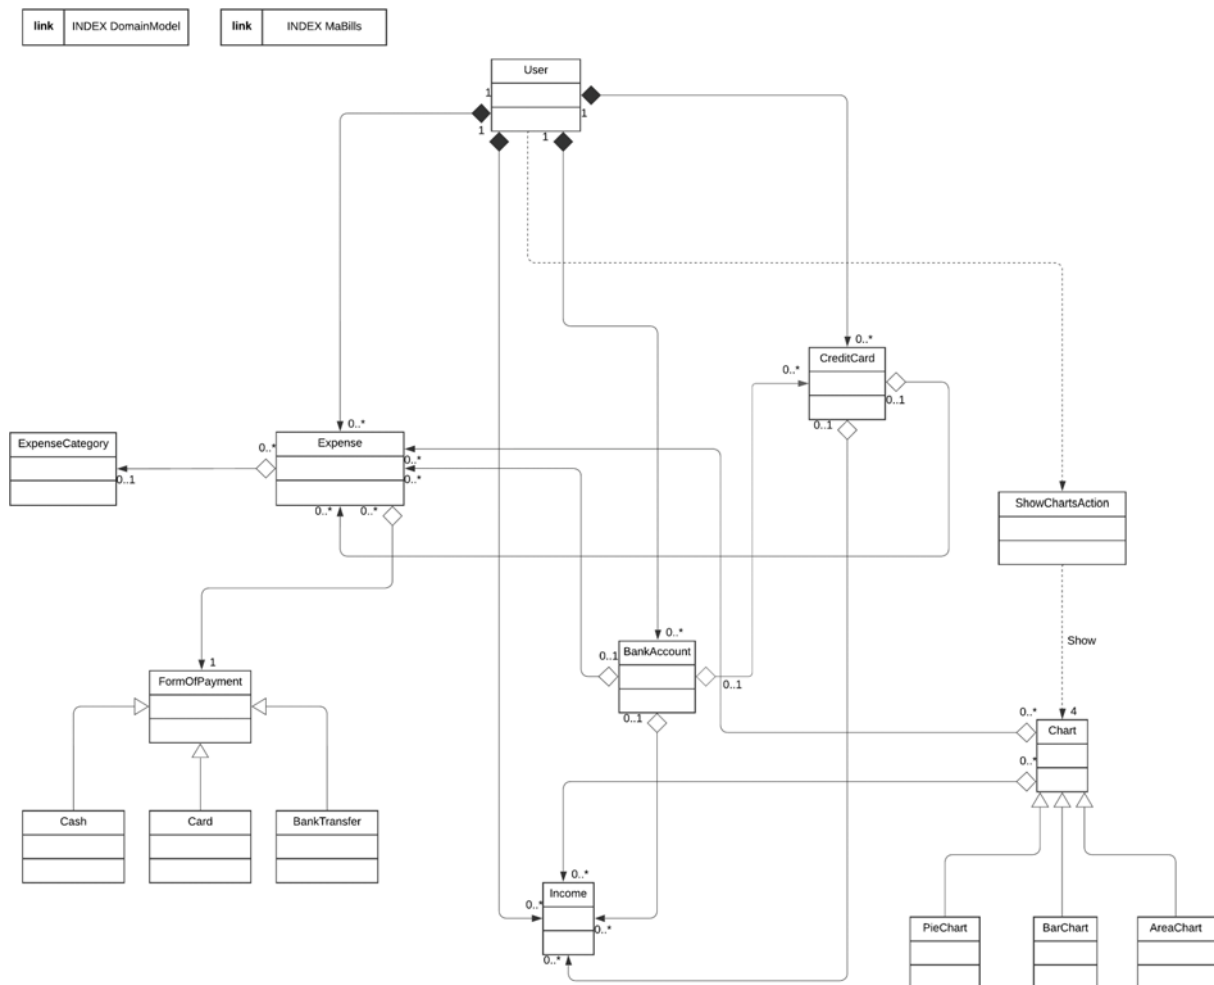 link INDEX DomainModel
link INDEX MaBills
User
1
1
1
1
0..*
CreditCard
0..*
0..1
0..1
0..*
ExpenseCategory
0..*
Expense
0..*
0..1
0..*
0..*
0..*
ShowChartsAction
0..*
BankAccount
0..1
0..1
0..1
Show
1
FormOfPayment
0..*
4
Chart
0..*
Cash
Card
BankTransfer
0..*
Income
0..*
0..*
0..*
PieChart
BarChart
AreaChart